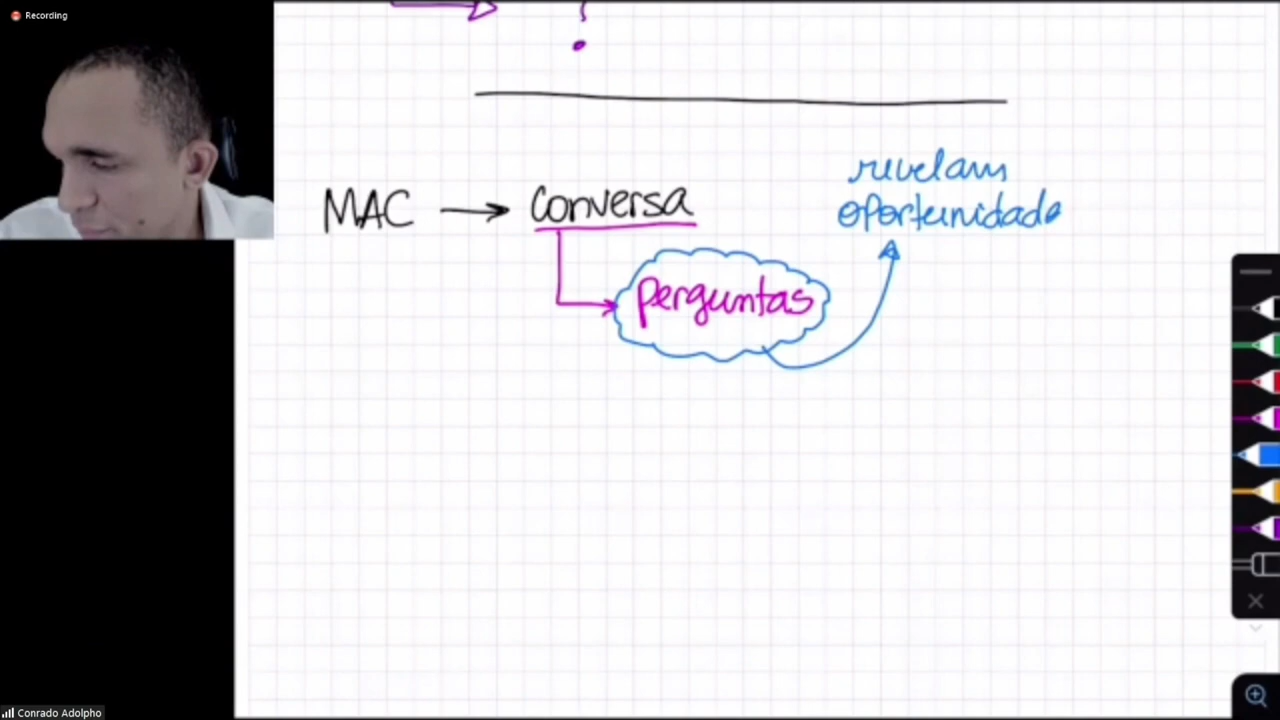 Recording
?
revelam
MAC → conversa
oportunidade
perguntas
Conrado Adolpho